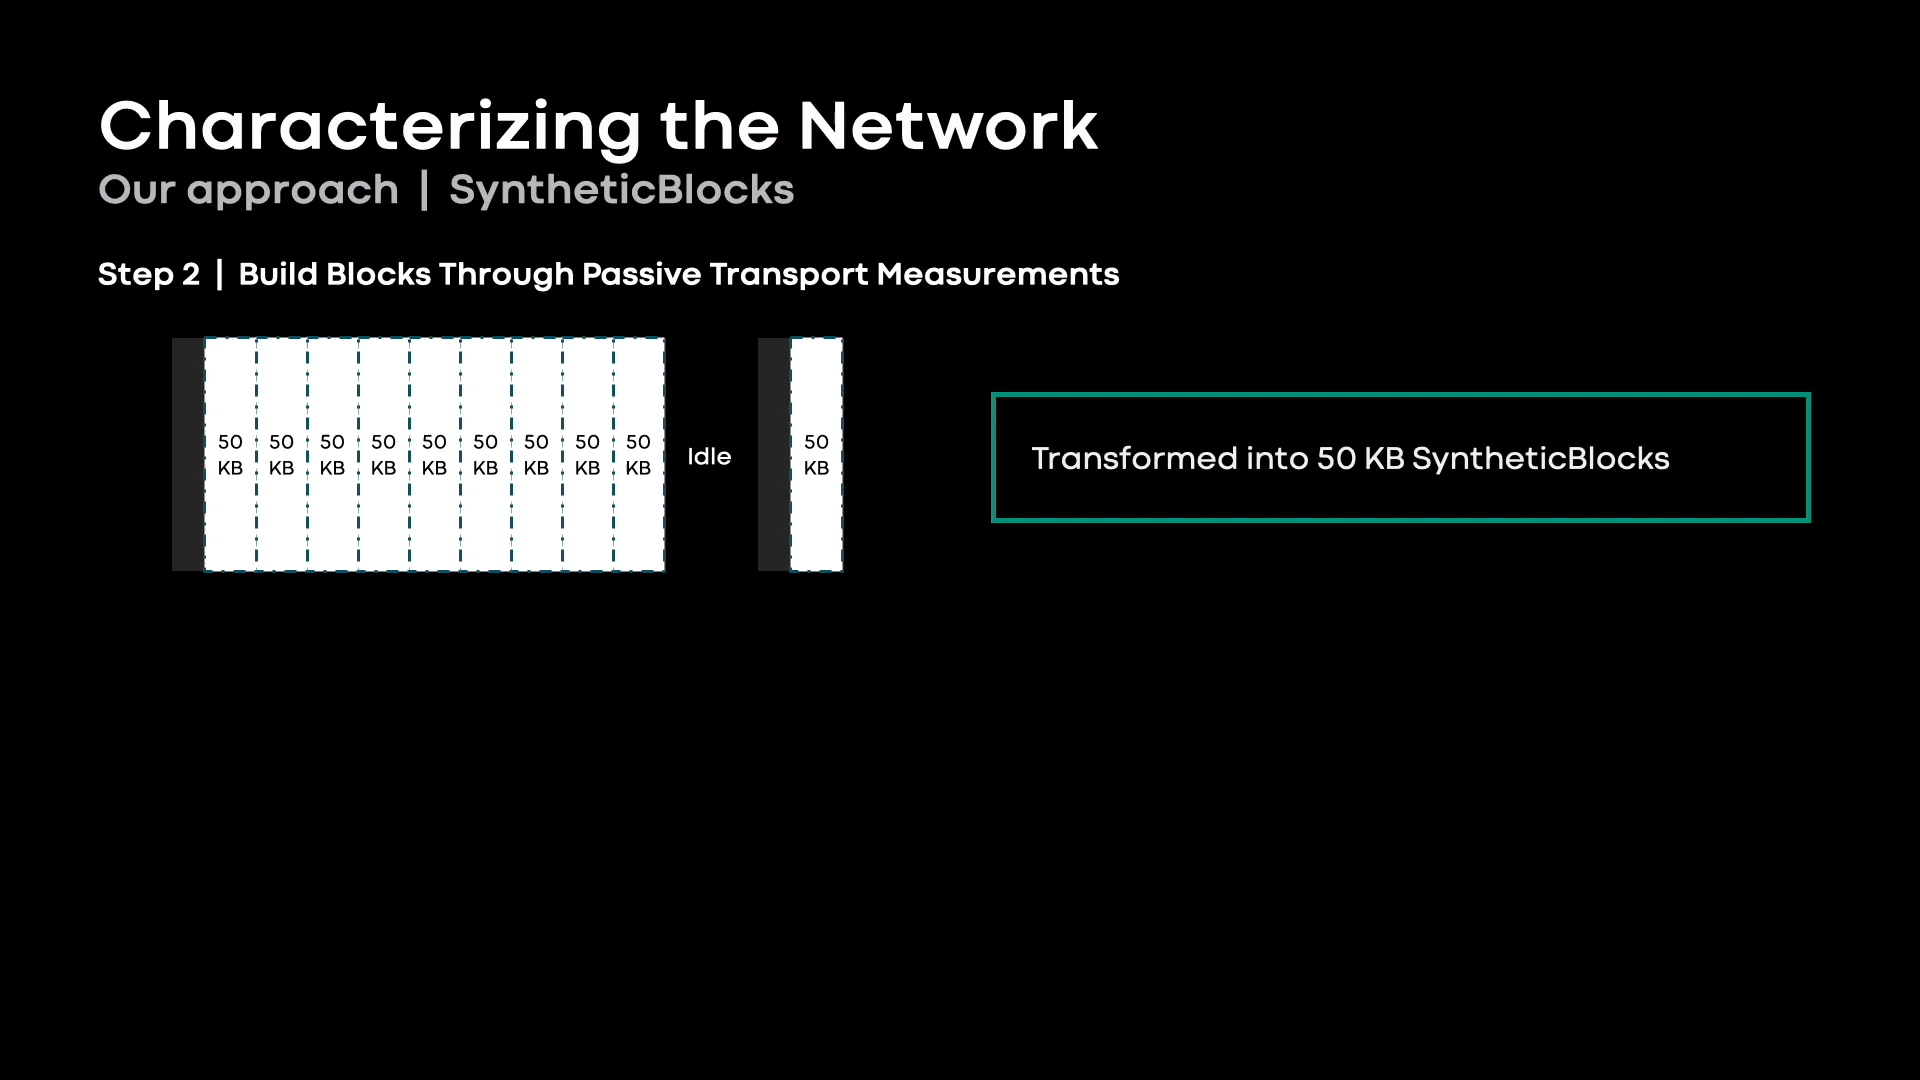 Characterizing the Network
Our approach | SyntheticBlocks
Step 2 | Build Blocks Through Passive Transport Measurements
50 50 50 50 50 50 50 50 50
KB KB KB KB KB KB KB KB KB
Idle
50
KB
Transformed into 50 KB SyntheticBlocks